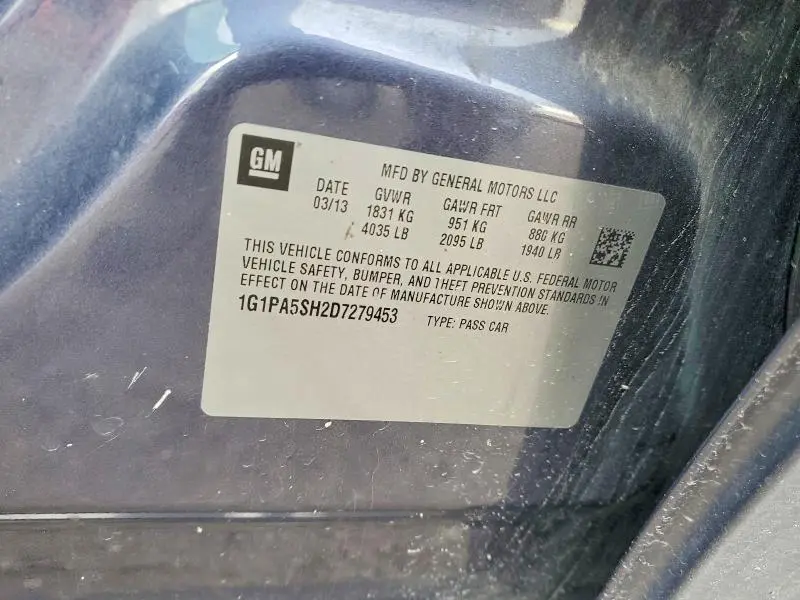 GM
MFD BY GENERAL MOTORS LLC
DATE GVWR GAWR FRT GAWR RR
03/13 1831 KG 951 KG 880 KG
4035 LB 2095 LB 1940 LB
THIS VEHICLE CONFORMS TO ALL APPLICABLE U.S. FEDERAL MOTOR
VEHICLE SAFETY, BUMPER, AND THEFT PREVENTION STANDARDS IN
EFFECT ON THE DATE OF MANUFACTURE SHOWN ABOVE.
1G1PA5SH2D7279453 TYPE: PASS CAR